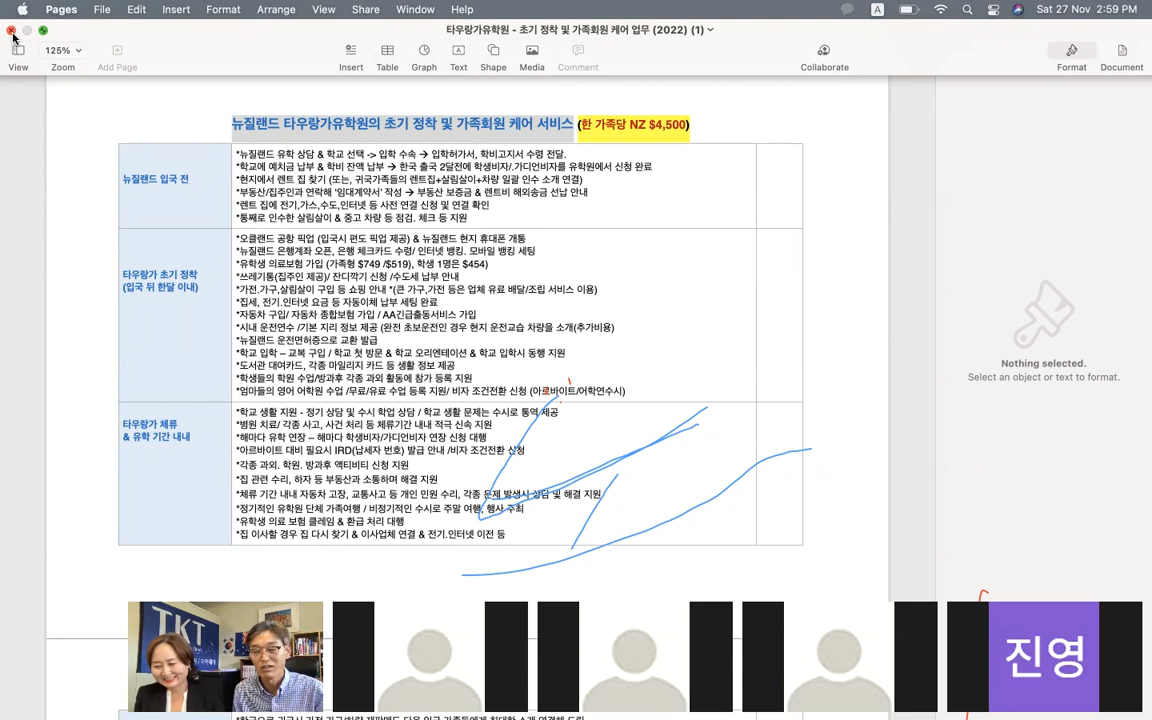 Pages File Edit Insert Format Arrange View Share Window Help A Sat 27 Nov 2:59 PM
타우랑가유학원 - 초기 정착 및 가족회원 케어 업무 (2022) (1)
125%
View Zoom Add Page Insert Table Graph Text Shape Media Comment Collaborate Format Document
뉴질랜드 타우랑가유학원의 초기 정착 및 가족회원 케어 서비스 (한 가족당 NZ $4,500)
뉴질랜드 입국 전
*뉴질랜드 유학 상담 & 학교 선택 -> 입학 수속 → 입학허가서, 학비고지서 수령 전달.
*학교에 예치금 납부 & 학비 잔액 납부 → 한국 출국 2달전에 학생비자/.가디언비자를 유학원에서 신청 완료
*현지에서 렌트 집 찾기 (또는, 귀국가족들의 렌트집+살림살이+차량 일괄 인수 소개 연결)
*부동산/집주인과 연락해 '임대계약서' 작성 → 부동산 보증금 & 렌트비 해외송금 선납 안내
*렌트 집에 전기,가스,수도,인터넷 등 사전 연결 신청 및 연결 확인
*통째로 인수한 살림살이 & 중고 차량 등 점검. 체크 등 지원
타우랑가 초기 정착
(입국 뒤 한달 이내)
*오클랜드 공항 픽업 (입국시 편도 픽업 제공) & 뉴질랜드 현지 휴대폰 개통
*뉴질랜드 은행계좌 오픈, 은행 체크카드 수령/ 인터넷 뱅킹. 모바일 뱅킹 세팅
*유학생 의료보험 가입 (가족형 $749 /$519), 학생 1명은 $454)
*쓰레기통(집주인 제공)/ 잔디깍기 신청 /수도세 납부 안내
*가전.가구,살림살이 구입 등 쇼핑 안내 *(큰 가구,가전 등은 업체 유료 배달/조립 서비스 이용)
*집세, 전기.인터넷 요금 등 자동이체 납부 세팅 완료
*자동차 구입/ 자동차 종합보험 가입 / AA긴급출동서비스 가입
*시내 운전연수 /기본 지리 정보 제공 (완전 초보운전인 경우 현지 운전교습 차량을 소개(추가비용)
*뉴질랜드 운전면허증으로 교환 발급
*학교 입학 – 교복 구입 / 학교 첫 방문 & 학교 오리엔테이션 & 학교 입학시 동행 지원
*도서관 대여카드, 각종 마일리지 카드 등 생활 정보 제공
*학생들의 학원 수업/방과후 각종 과외 활동에 참가 등록 지원
*엄마들의 영어 어학원 수업 /무료/유료 수업 등록 지원/ 비자 조건전환 신청 (아르바이트/어학연수시)
타우랑가 체류
& 유학 기간 내내
*학교 생활 지원 - 정기 상담 및 수시 학업 상담 / 학교 생활 문제는 수시로 통역 제공
*병원 치료/ 각종 사고, 사건 처리 등 체류기간 내내 적극 신속 지원
*해마다 유학 연장 – 해마다 학생비자/가디언비자 연장 신청 대행
*아르바이트 대비 필요시 IRD(납세자 번호) 발급 안내 /비자 조건전환 신청
*각종 과외. 학원. 방과후 액티비티 신청 지원
*집 관련 수리, 하자 등 부동산과 소통하며 해결 지원
*체류 기간 내내 자동차 고장, 교통사고 등 개인 민원 수리, 각종 문제 발생시 상담 및 해결 지원
*정기적인 유학원 단체 가족여행 / 비정기적인 수시로 주말 여행, 행사 주최
*유학생 의료 보험 클레임 & 환급 처리 대행
*집 이사할 경우 집 다시 찾기 & 이사업체 연결 & 전기.인터넷 이전 등
Nothing selected.
Select an object or text to format.
TKT
진영